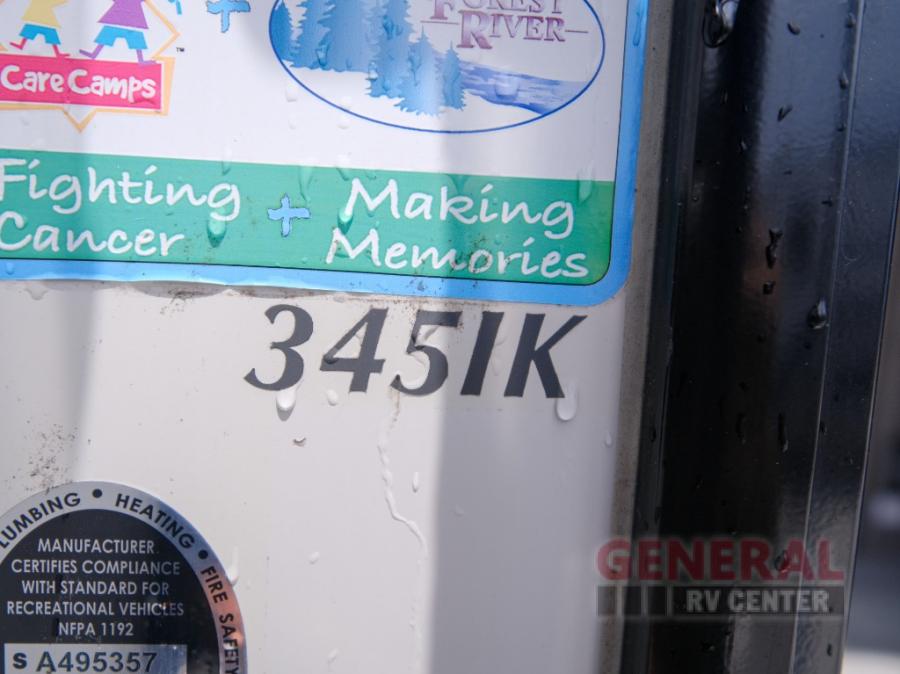 FOREST
RIVER
Care Camps
™
Fighting
Cancer
+
Making
Memories
345IK
PLUMBING • HEATING • FIRE SAFETY
MANUFACTURER
CERTIFIES COMPLIANCE
WITH STANDARD FOR
RECREATIONAL VEHICLES
NFPA 1192
S A495357
GENERAL
RV CENTER